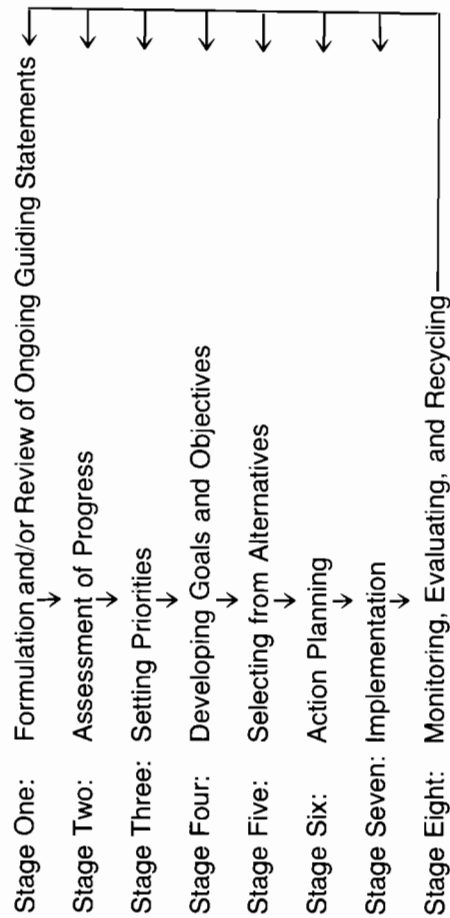 Stage One: Formulation and/or Review of Ongoing Guiding Statements
Stage Two: Assessment of Progress
Stage Three: Setting Priorities
Stage Four: Developing Goals and Objectives
Stage Five: Selecting from Alternatives
Stage Six: Action Planning
Stage Seven: Implementation
Stage Eight: Monitoring, Evaluating, and Recycling